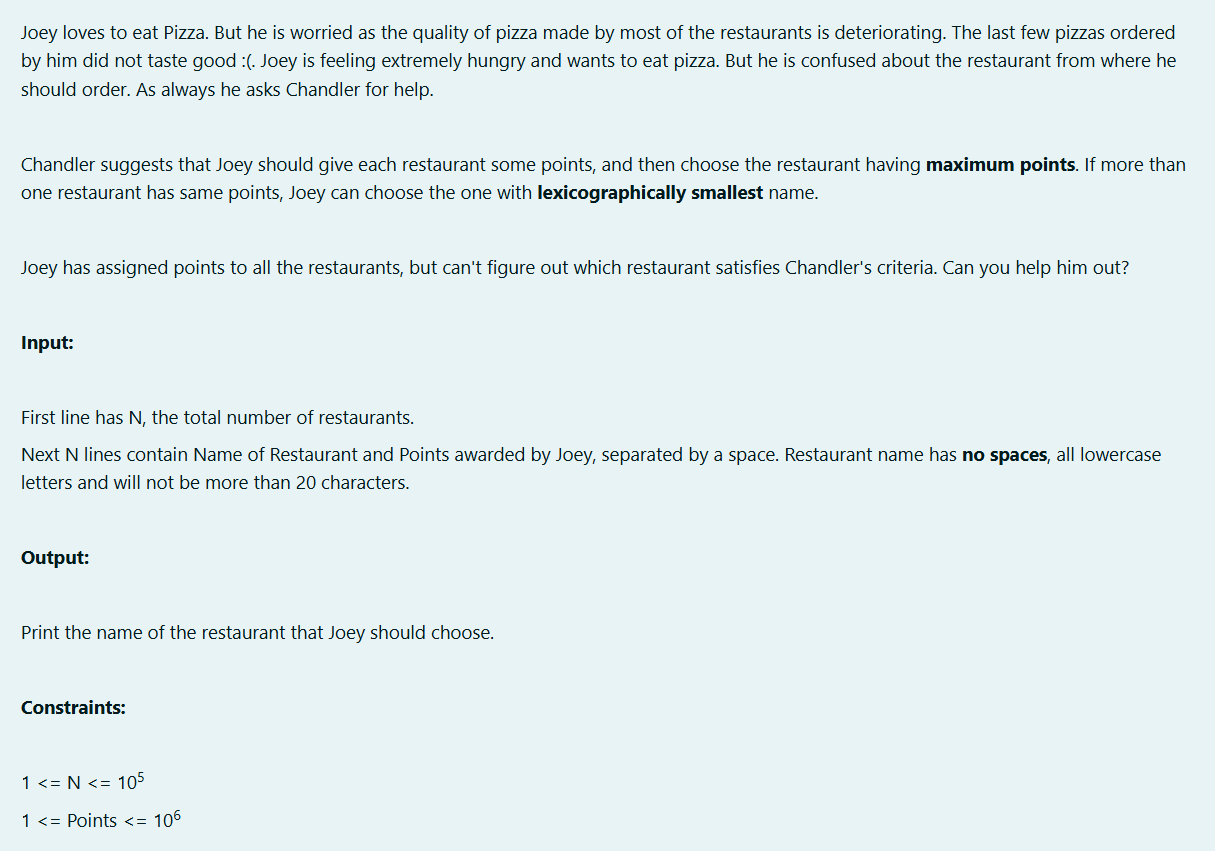 Joey loves to eat Pizza. But he is worried as the quality of pizza made by most of the restaurants is deteriorating. The last few pizzas ordered
by him did not taste good :(. Joey is feeling extremely hungry and wants to eat pizza. But he is confused about the restaurant from where he
should order. As always he asks Chandler for help.
Chandler suggests that Joey should give each restaurant some points, and then choose the restaurant having maximum points. If more than
one restaurant has same points, Joey can choose the one with lexicographically smallest name.
Joey has assigned points to all the restaurants, but can't figure out which restaurant satisfies Chandler's criteria. Can you help him out?
Input:
First line has N, the total number of restaurants.
Next N lines contain Name of Restaurant and Points awarded by Joey, separated by a space. Restaurant name has no spaces, all lowercase
letters and will not be more than 20 characters.
Output:
Print the name of the restaurant that Joey should choose.
Constraints:
1 <= N <= 10⁵
1 <= Points <= 10⁶